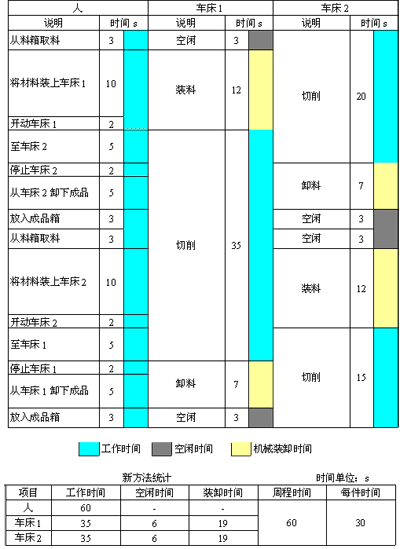 人 车床1 车床2
说明 时间 s 说明 时间 s 说明 时间 s
从料箱取料 3 空闲 3 切削 20
将材料装上车床1 10 装料 12
开动车床1 2
至车床2 5 切削 35
停止车床2 2 卸料 7
从车床2卸下成品 5
放入成品箱 3 空闲 3
从料箱取料 3 空闲 3
将材料装上车床2 10 装料 12
开动车床2 2
至车床1 5 切削 15
停止车床1 2 卸料 7
从车床1卸下成品 5
放入成品箱 3 空闲 3
工作时间 空闲时间 机械装卸时间
新方法统计 时间单位：s
项目 工作时间 空闲时间 装卸时间 周程时间 每件时间
人 60 - - 60 30
车床1 35 6 19
车床2 35 6 19